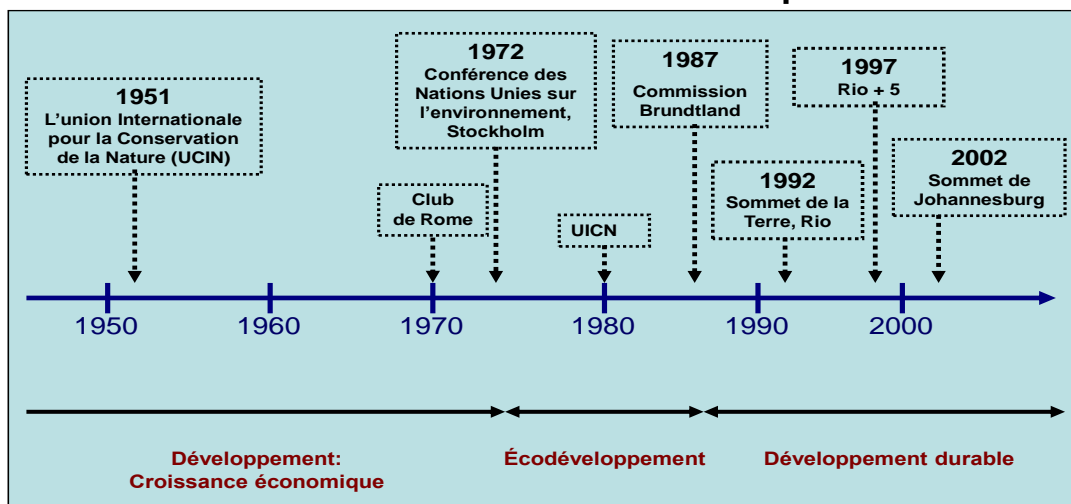 1951
L'union Internationale
pour la Conservation
de la Nature (UCIN)
1972
Conférence des
Nations Unies sur
l'environnement,
Stockholm
1987
Commission
Brundtland
1997
Rio + 5
Club
de Rome
UICN
1992
Sommet de la
Terre, Rio
2002
Sommet de
Johannesburg
1950
1960
1970
1980
1990
2000
Développement:
Croissance économique
Écodéveloppement
Développement durable